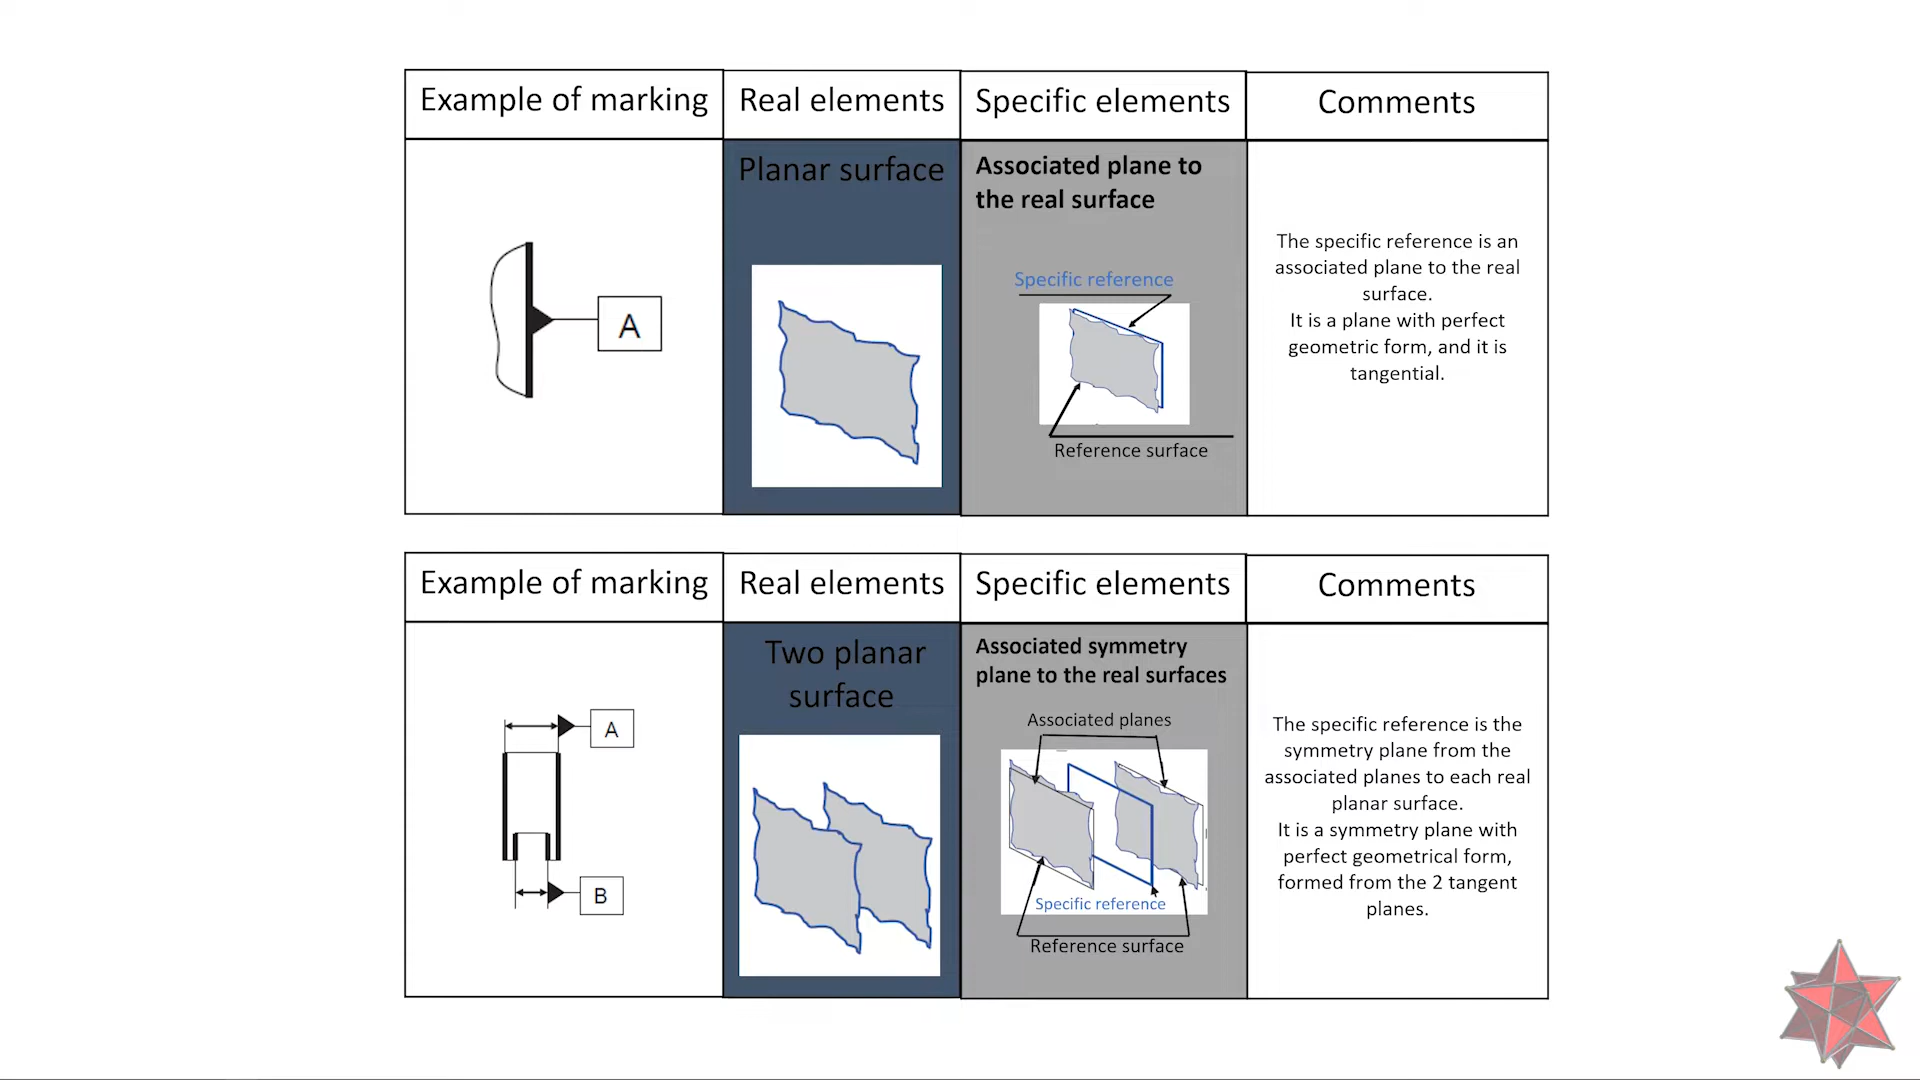 Example of marking
Real elements
Specific elements
Comments
Planar surface
Associated plane to
the real surface
A
Specific reference
Reference surface
The specific reference is an
associated plane to the real
surface.
It is a plane with perfect
geometric form, and it is
tangential.
Example of marking
Real elements
Specific elements
Comments
A
B
Two planar
surface
Associated symmetry
plane to the real surfaces
Associated planes
Specific reference
Reference surface
The specific reference is the
symmetry plane from the
associated planes to each real
planar surface.
It is a symmetry plane with
perfect geometrical form,
formed from the 2 tangent
planes.